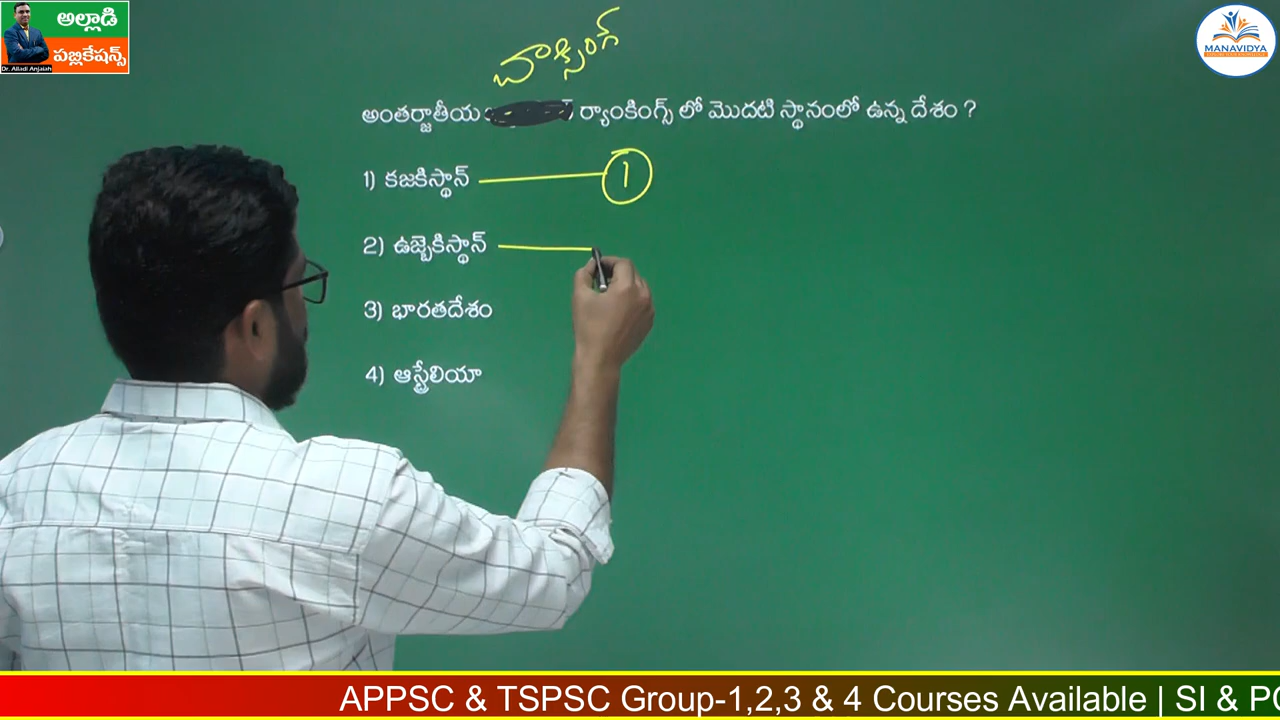 అల్లాడి
పబ్లికేషన్స్
Dr. Alladi Anjaiah
MANAVIDYA
బాక్సింగ్
అంతర్జాతీయ ర్యాంకింగ్స్ లో మొదటి స్థానంలో ఉన్న దేశం ?
1) కజకిస్థాన్ 1
2) ఉజ్బెకిస్థాన్
3) భారతదేశం
4) ఆస్ట్రేలియా
APPSC & TSPSC Group-1,2,3 & 4 Courses Available | SI & PC